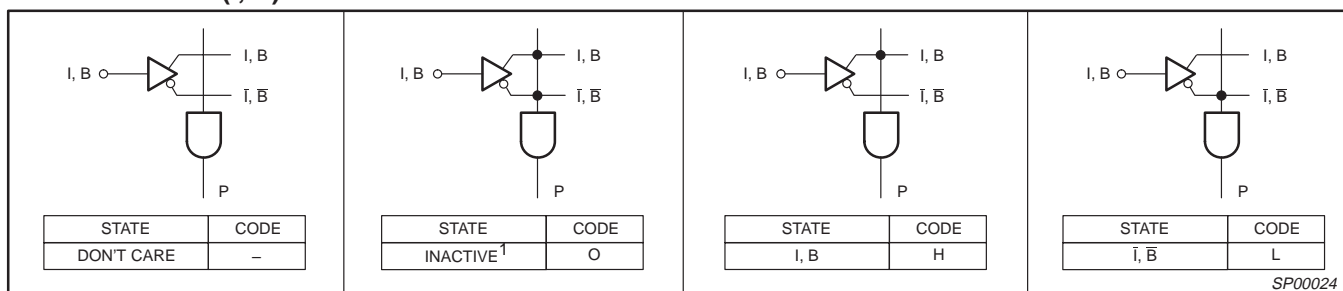 I, B
I, B
I̅, B̅
P
STATE CODE
DON'T CARE –
I, B
I, B
I̅, B̅
P
STATE CODE
INACTIVE1 O
I, B
I, B
I̅, B̅
P
STATE CODE
I, B H
I, B
I, B
I̅, B̅
P
STATE CODE
I̅, B̅ L
SP00024